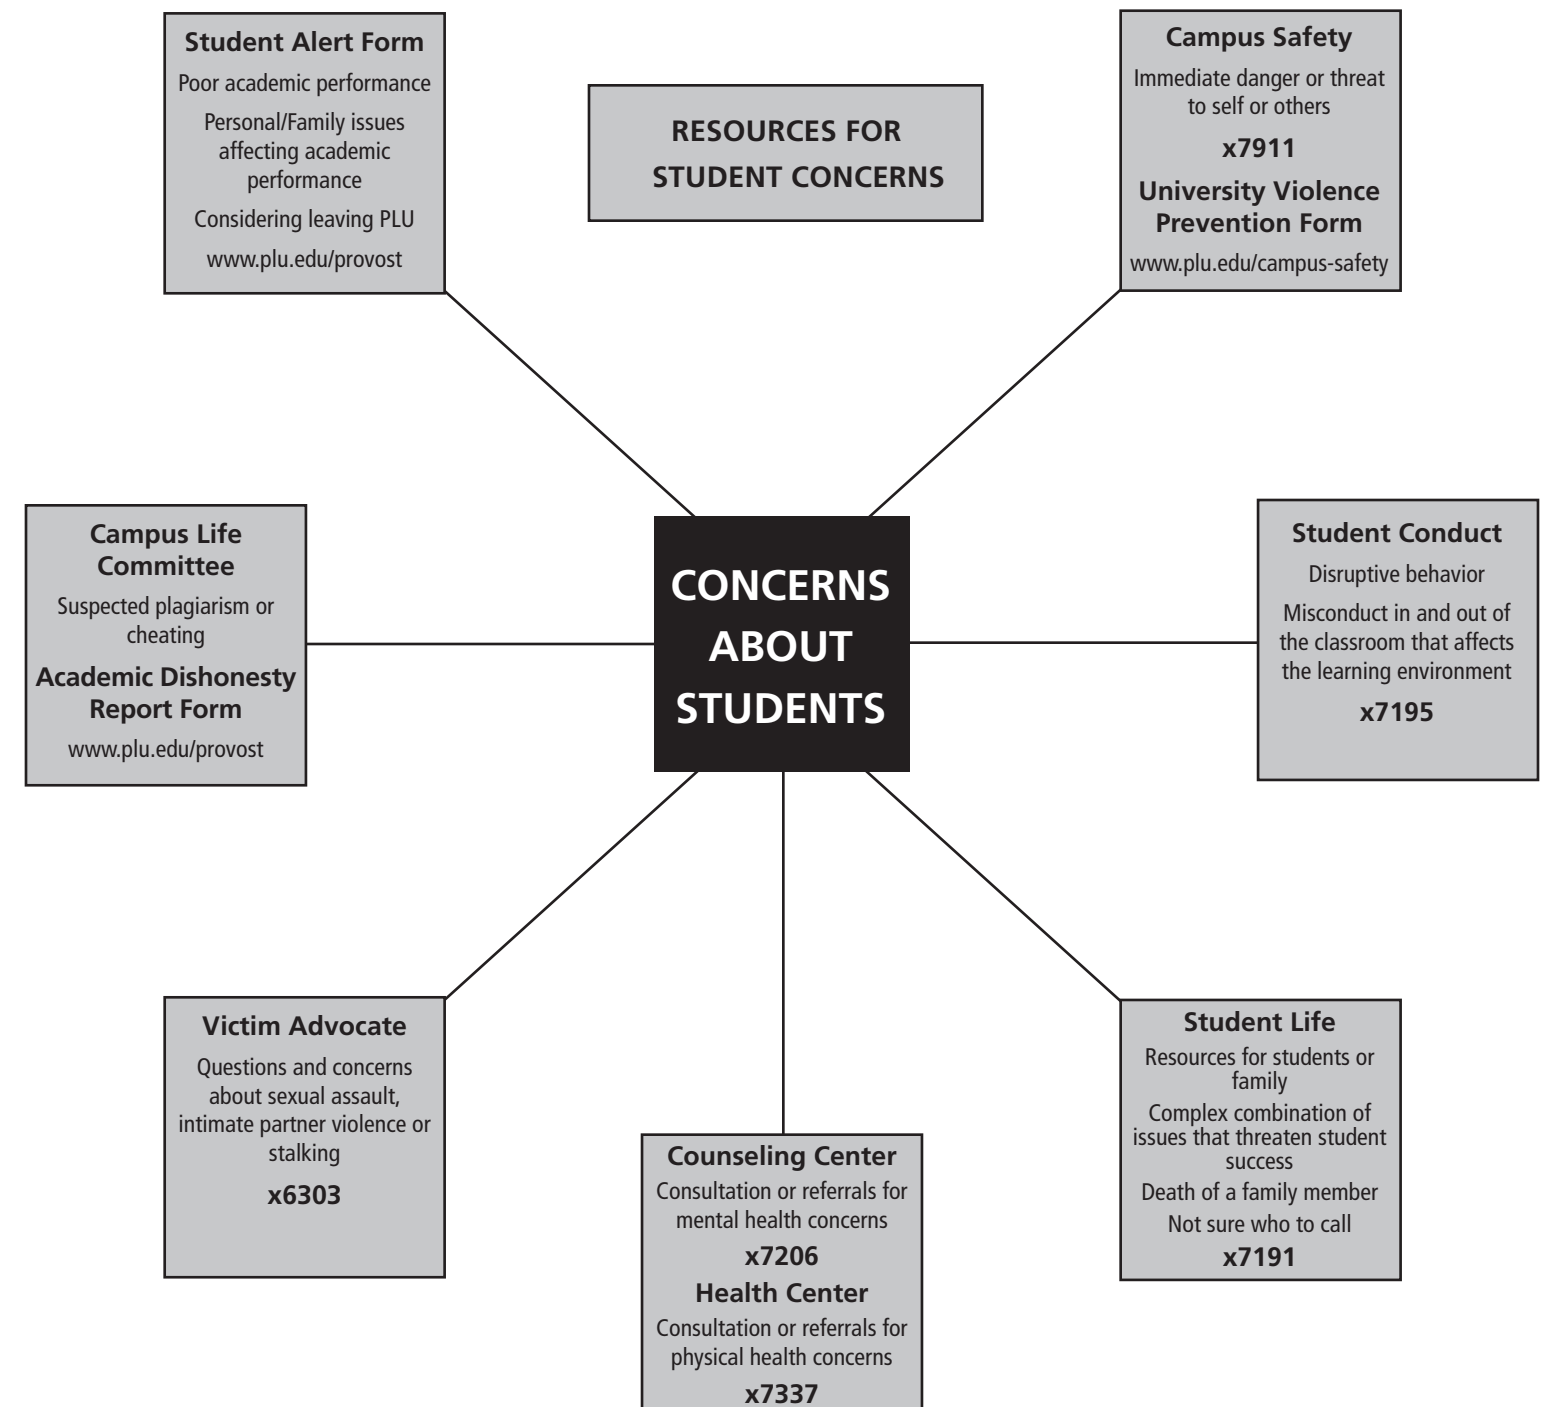 Student Alert Form
Poor academic performance
Personal/Family issues
affecting academic
performance
Considering leaving PLU
www.plu.edu/provost
RESOURCES FOR
STUDENT CONCERNS
Campus Safety
Immediate danger or threat
to self or others
x7911
University Violence
Prevention Form
www.plu.edu/campus-safety
Campus Life
Committee
Suspected plagiarism or
cheating
Academic Dishonesty
Report Form
www.plu.edu/provost
CONCERNS
ABOUT
STUDENTS
Student Conduct
Disruptive behavior
Misconduct in and out of
the classroom that affects
the learning environment
x7195
Victim Advocate
Questions and concerns
about sexual assault,
intimate partner violence or
stalking
x6303
Counseling Center
Consultation or referrals for
mental health concerns
x7206
Health Center
Consultation or referrals for
physical health concerns
x7337
Student Life
Resources for students or
family
Complex combination of
issues that threaten student
success
Death of a family member
Not sure who to call
x7191